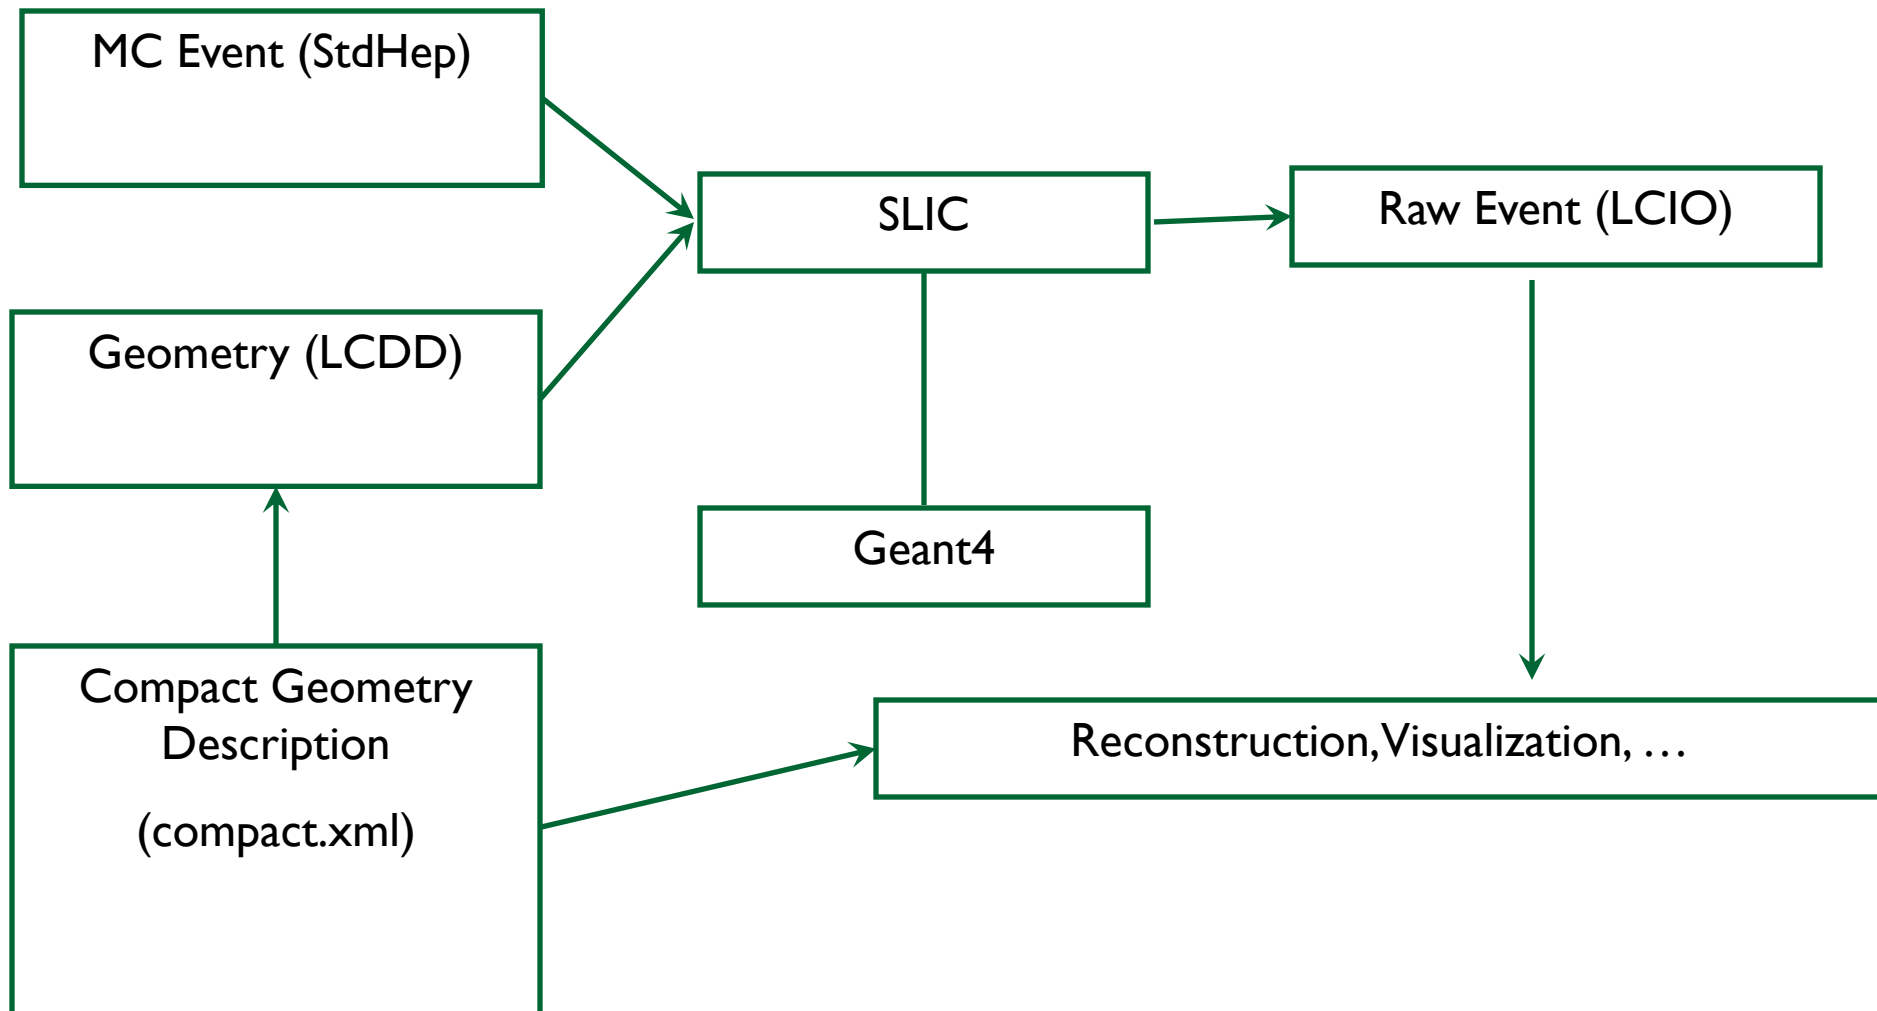 MC Event (StdHep)
SLIC
Raw Event (LCIO)
Geometry (LCDD)
Geant4
Compact Geometry
Description
(compact.xml)
Reconstruction, Visualization, …